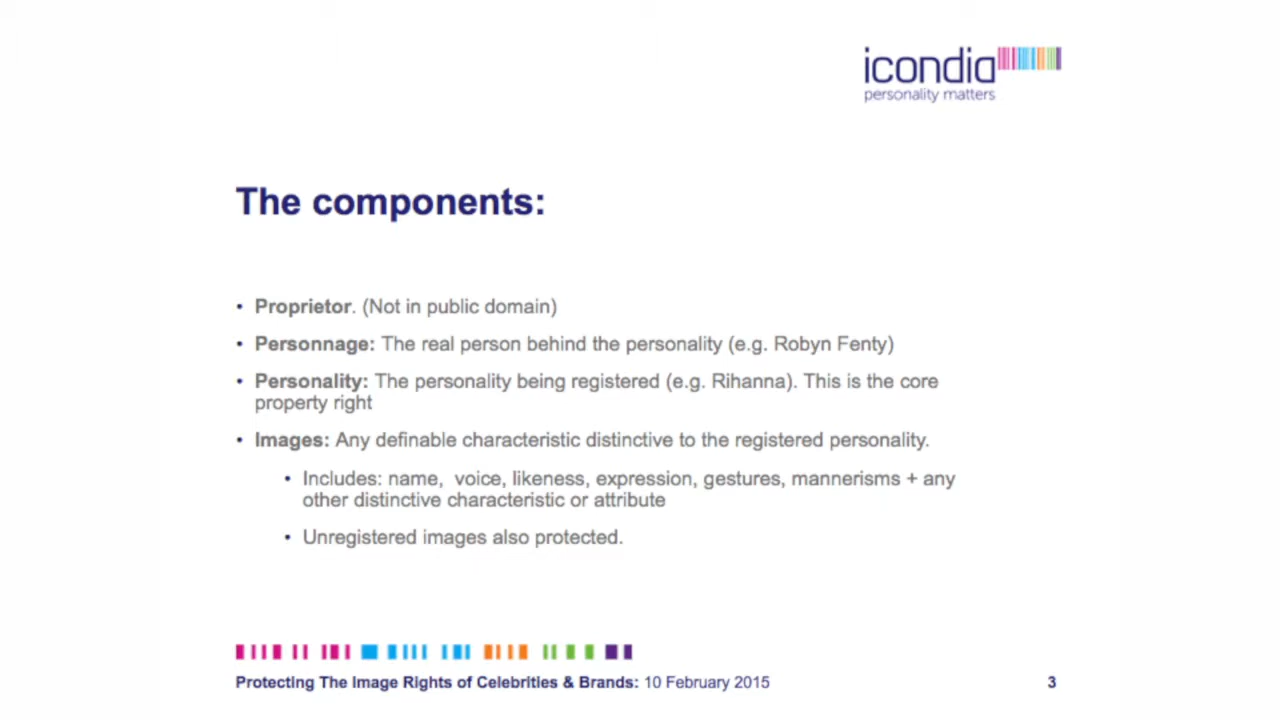 icondia
personality matters
The components:
• Proprietor. (Not in public domain)
• Personnage: The real person behind the personality (e.g. Robyn Fenty)
• Personality: The personality being registered (e.g. Rihanna). This is the core
property right
• Images: Any definable characteristic distinctive to the registered personality.
• Includes: name,  voice, likeness, expression, gestures, mannerisms + any
other distinctive characteristic or attribute
• Unregistered images also protected.
Protecting The Image Rights of Celebrities & Brands: 10 February 2015 3